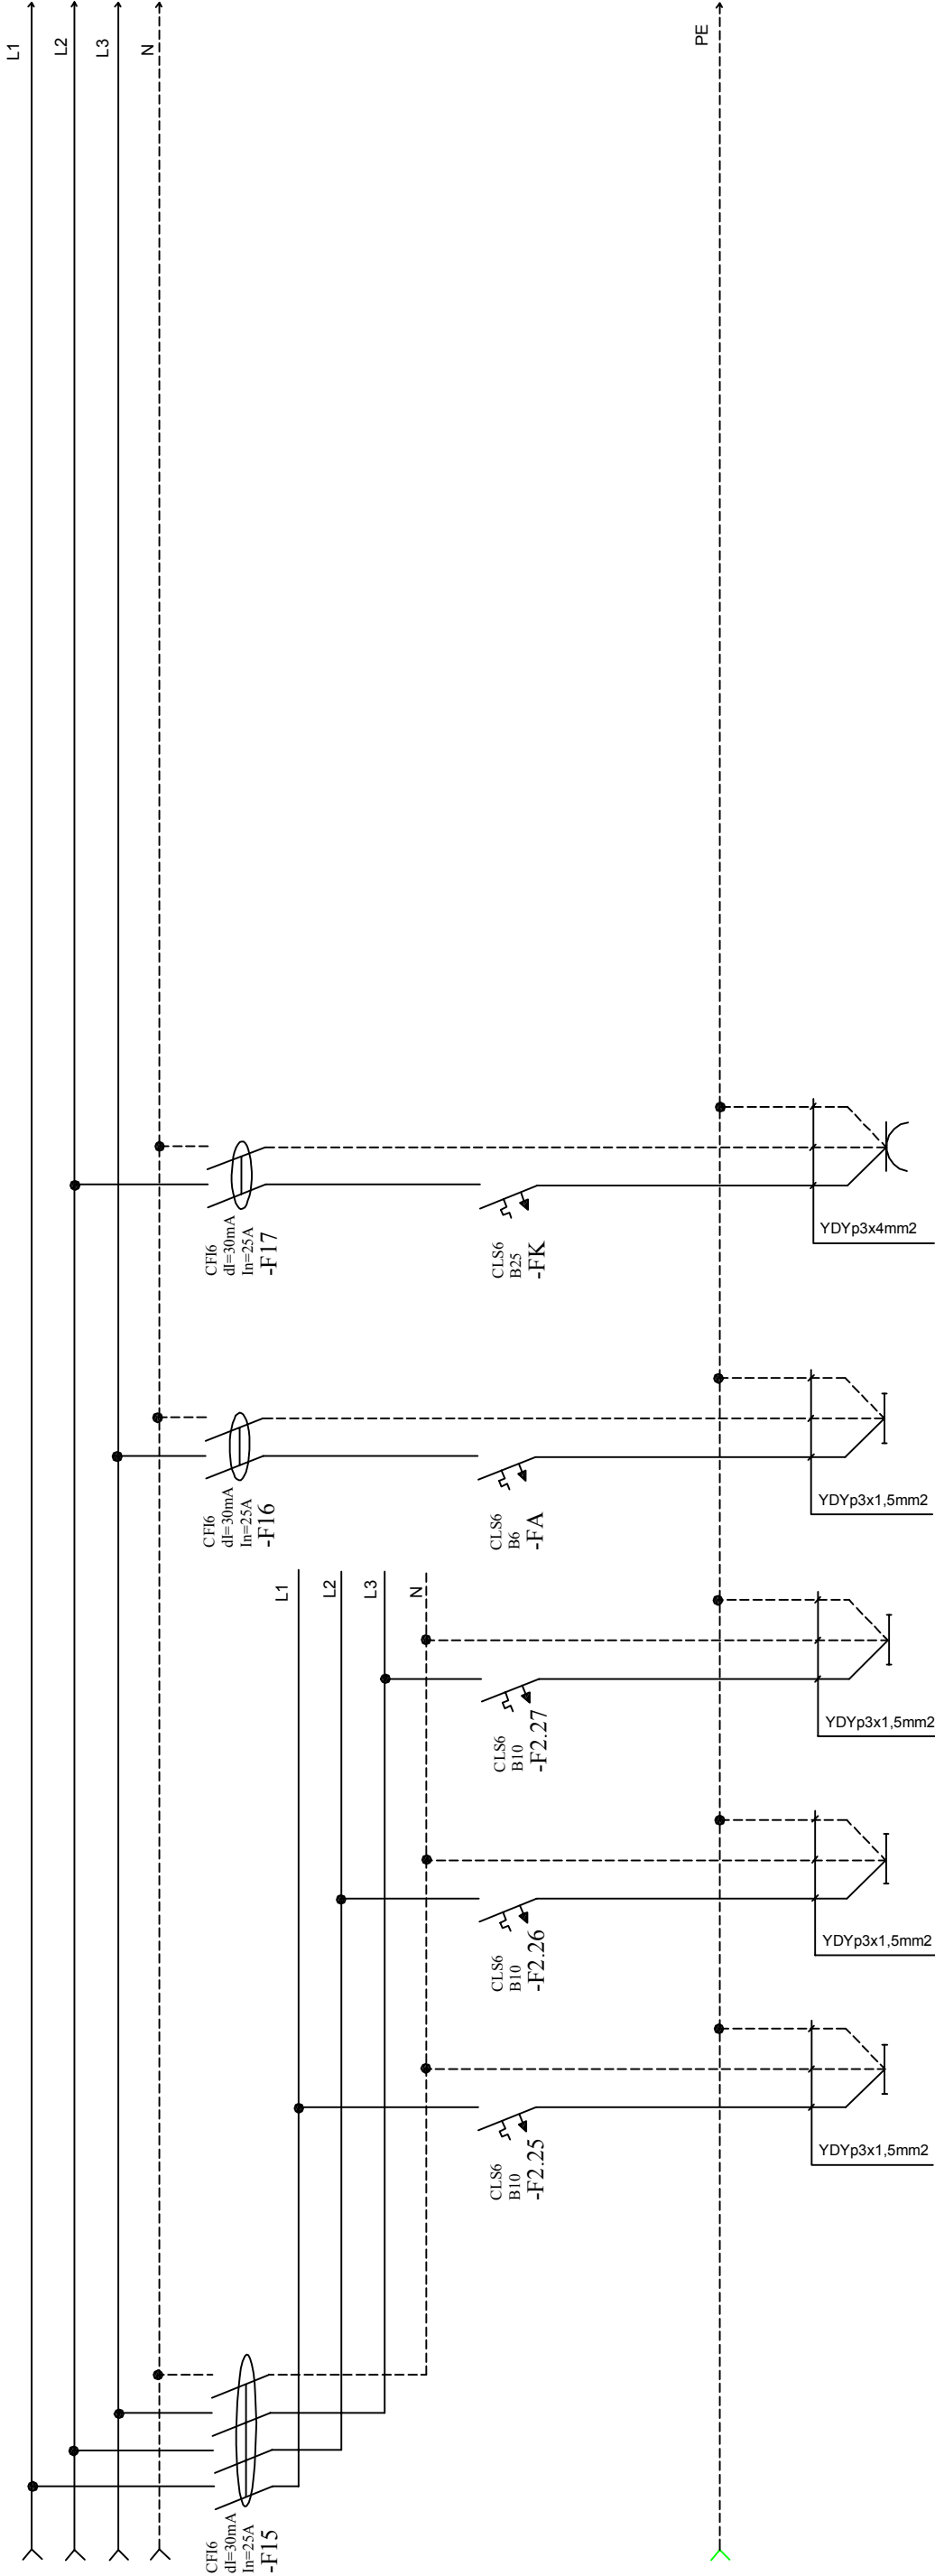 L1
L2
L3
N
PE
CFI6
dI=30mA
In=25A
-F17
CLS6
B25
-FK
YDYp3x4mm2
CFI6
dI=30mA
In=25A
-F16
CLS6
B6
-FA
YDYp3x1,5mm2
L1
L2
L3
N
CLS6
B10
-F2.27
YDYp3x1,5mm2
CLS6
B10
-F2.26
YDYp3x1,5mm2
CLS6
B10
-F2.25
YDYp3x1,5mm2
CFI6
dI=30mA
In=25A
-F15